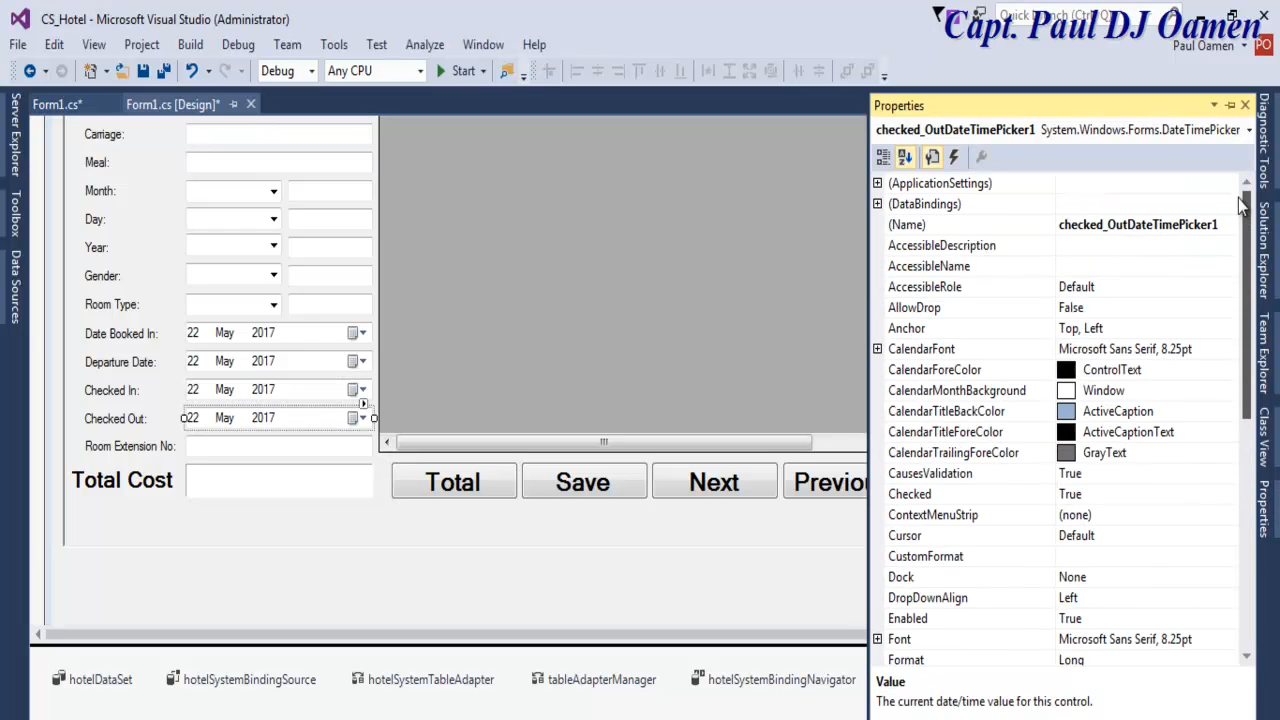 CS_Hotel - Microsoft Visual Studio (Administrator)
Quick Launch (Ctrl+Q)
Capt. Paul DJ Oamen
File Edit View Project Build Debug Team Tools Test Analyze Window Help
Paul Oamen PO
Debug Any CPU Start
Form1.cs* Form1.cs [Design]*
Server Explorer
Toolbox
Data Sources
Carriage:
Meal:
Month:
Day:
Year:
Gender:
Room Type:
Date Booked In: 22 May 2017
Departure Date: 22 May 2017
Checked In: 22 May 2017
Checked Out: 22 May 2017
Room Extension No:
Total Cost
Total Save Next Previou
hotelDataSet hotelSystemBindingSource hotelSystemTableAdapter tableAdapterManager hotelSystemBindingNavigator
Properties
checked_OutDateTimePicker1 System.Windows.Forms.DateTimePicker
(ApplicationSettings)
(DataBindings)
(Name) checked_OutDateTimePicker1
AccessibleDescription
AccessibleName
AccessibleRole Default
AllowDrop False
Anchor Top, Left
CalendarFont Microsoft Sans Serif, 8.25pt
CalendarForeColor ControlText
CalendarMonthBackground Window
CalendarTitleBackColor ActiveCaption
CalendarTitleForeColor ActiveCaptionText
CalendarTrailingForeColor GrayText
CausesValidation True
Checked True
ContextMenuStrip (none)
Cursor Default
CustomFormat
Dock None
DropDownAlign Left
Enabled True
Font Microsoft Sans Serif, 8.25pt
Format Long
Value
The current date/time value for this control.
Diagnostic Tools
Solution Explorer
Team Explorer
Class View
Properties